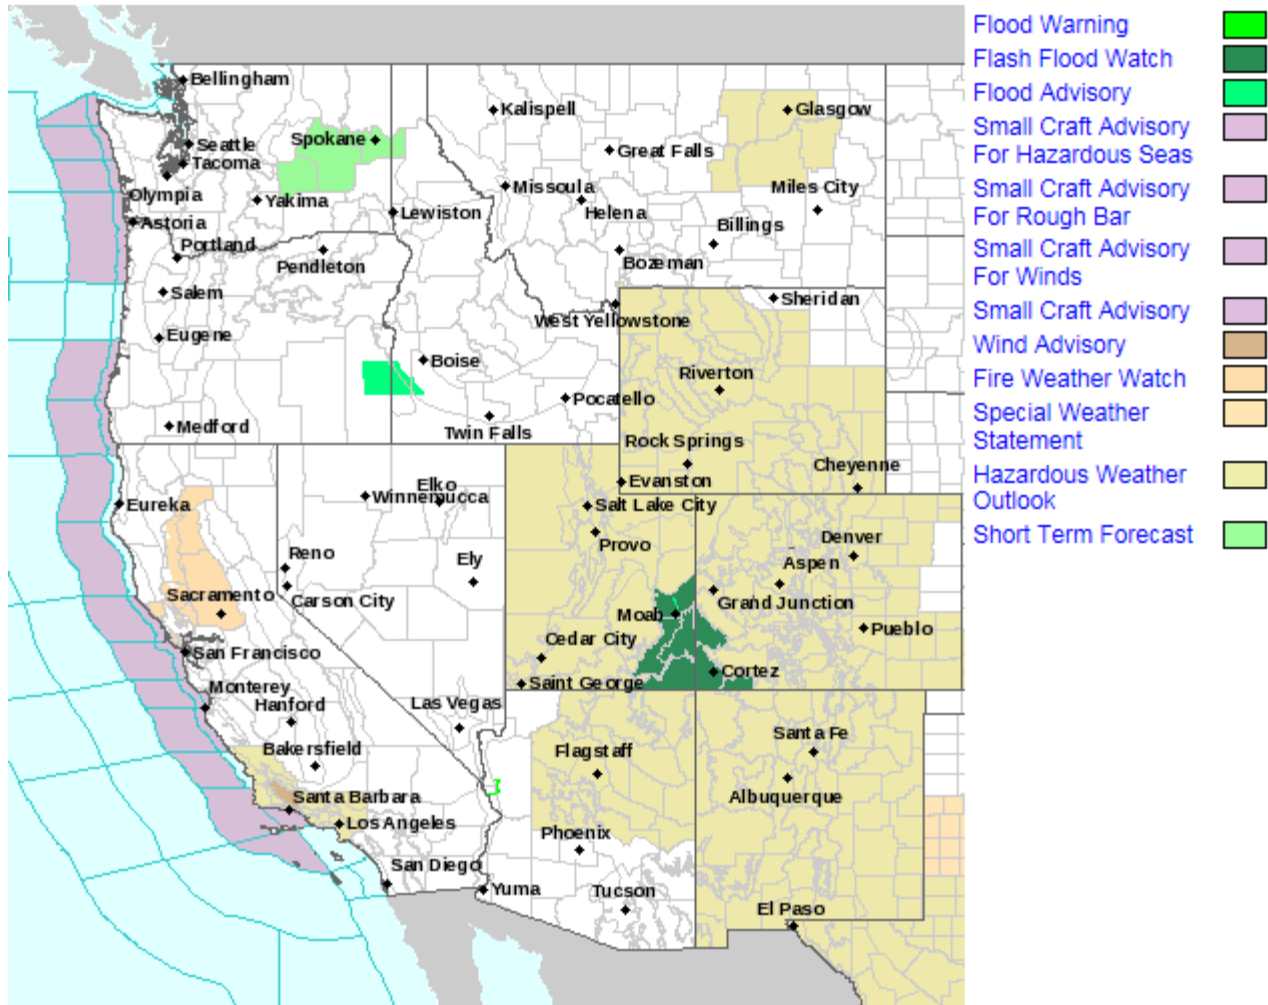 Bellingham
Seattle
Tacoma
Olympia
Spokane
Yakima
Astoria
Portland
Lewiston
Pendleton
Salem
Eugene
Medford
Kalispell
Glasgow
Great Falls
Missoula
Helena
Miles City
Billings
Bozeman
West Yellowstone
Sheridan
Boise
Pocatello
Twin Falls
Riverton
Rock Springs
Evanston
Cheyenne
Eureka
Elko
Winnemucca
Reno
Carson City
Ely
Sacramento
San Francisco
Monterey
Hanford
Bakersfield
Las Vegas
Santa Barbara
Los Angeles
San Diego
Salt Lake City
Provo
Moab
Cedar City
Saint George
Denver
Aspen
Grand Junction
Pueblo
Cortez
Flagstaff
Phoenix
Yuma
Tucson
Santa Fe
Albuquerque
El Paso
Flood Warning
Flash Flood Watch
Flood Advisory
Small Craft Advisory
For Hazardous Seas
Small Craft Advisory
For Rough Bar
Small Craft Advisory
For Winds
Small Craft Advisory
Wind Advisory
Fire Weather Watch
Special Weather
Statement
Hazardous Weather
Outlook
Short Term Forecast